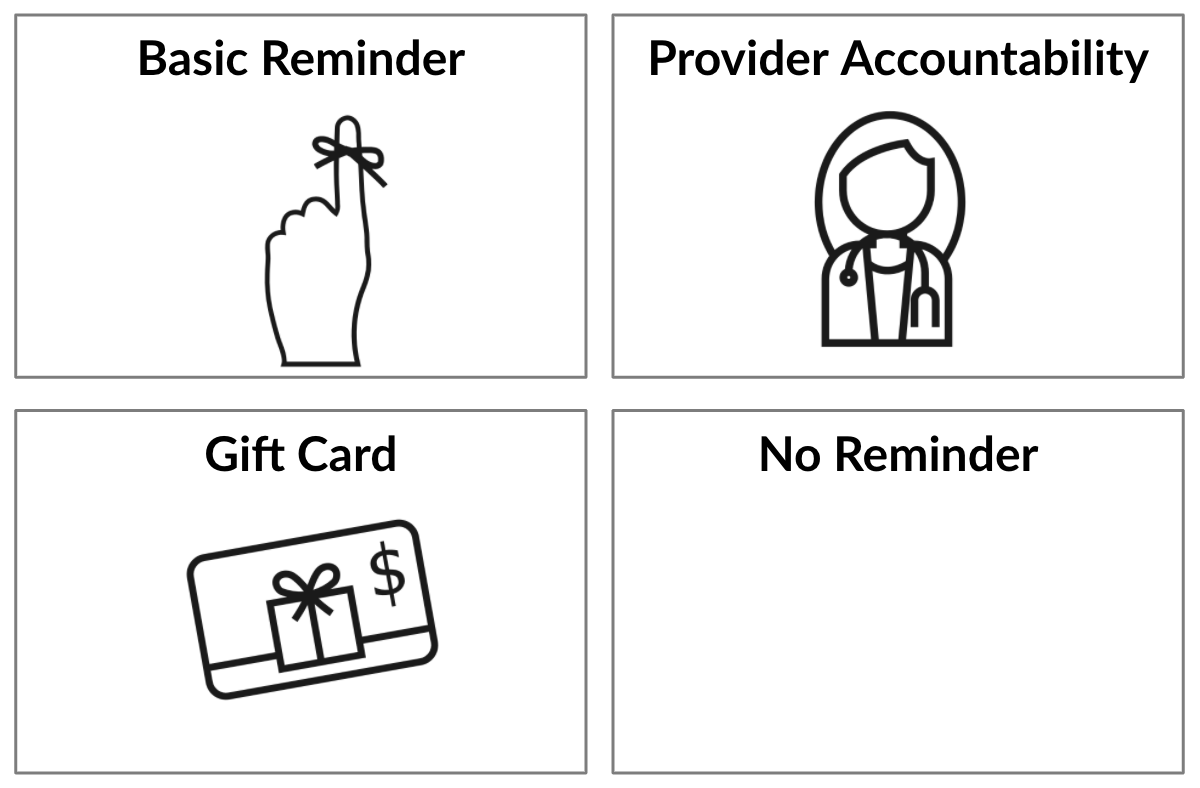 Basic Reminder
Provider Accountability
Gift Card
$
No Reminder